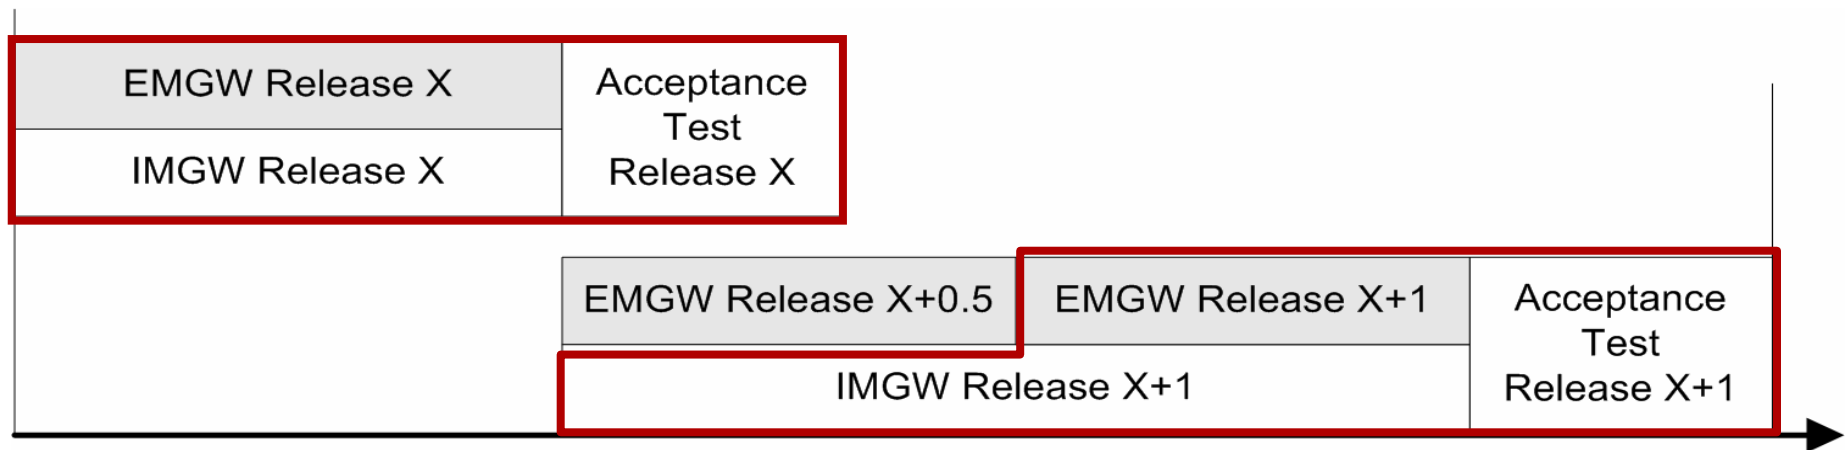 EMGW Release X
IMGW Release X
Acceptance
Test
Release X
EMGW Release X+0.5
EMGW Release X+1
IMGW Release X+1
Acceptance
Test
Release X+1